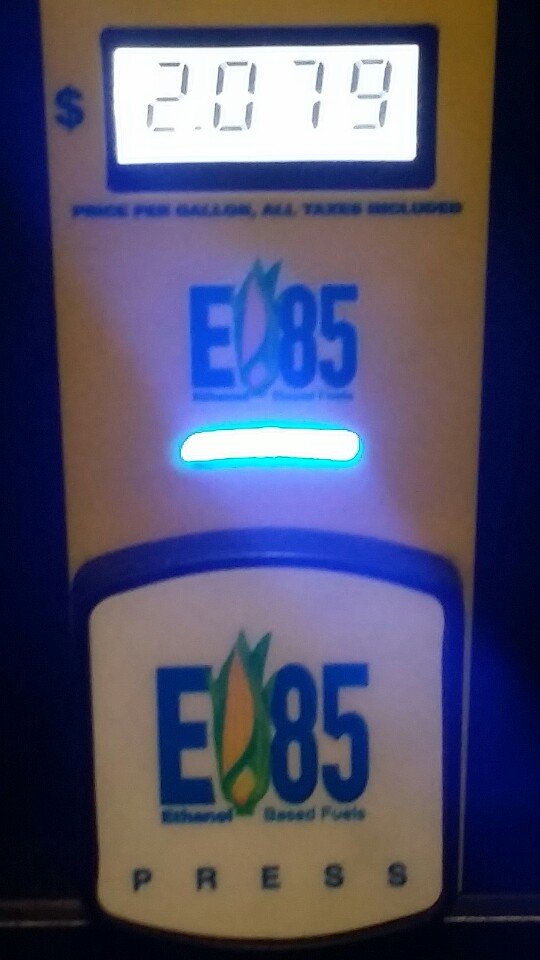 $ 2.079
PRICE PER GALLON, ALL TAXES INCLUDED
E85
Ethanol Based Fuels
E85
Ethanol Based Fuels
PRESS